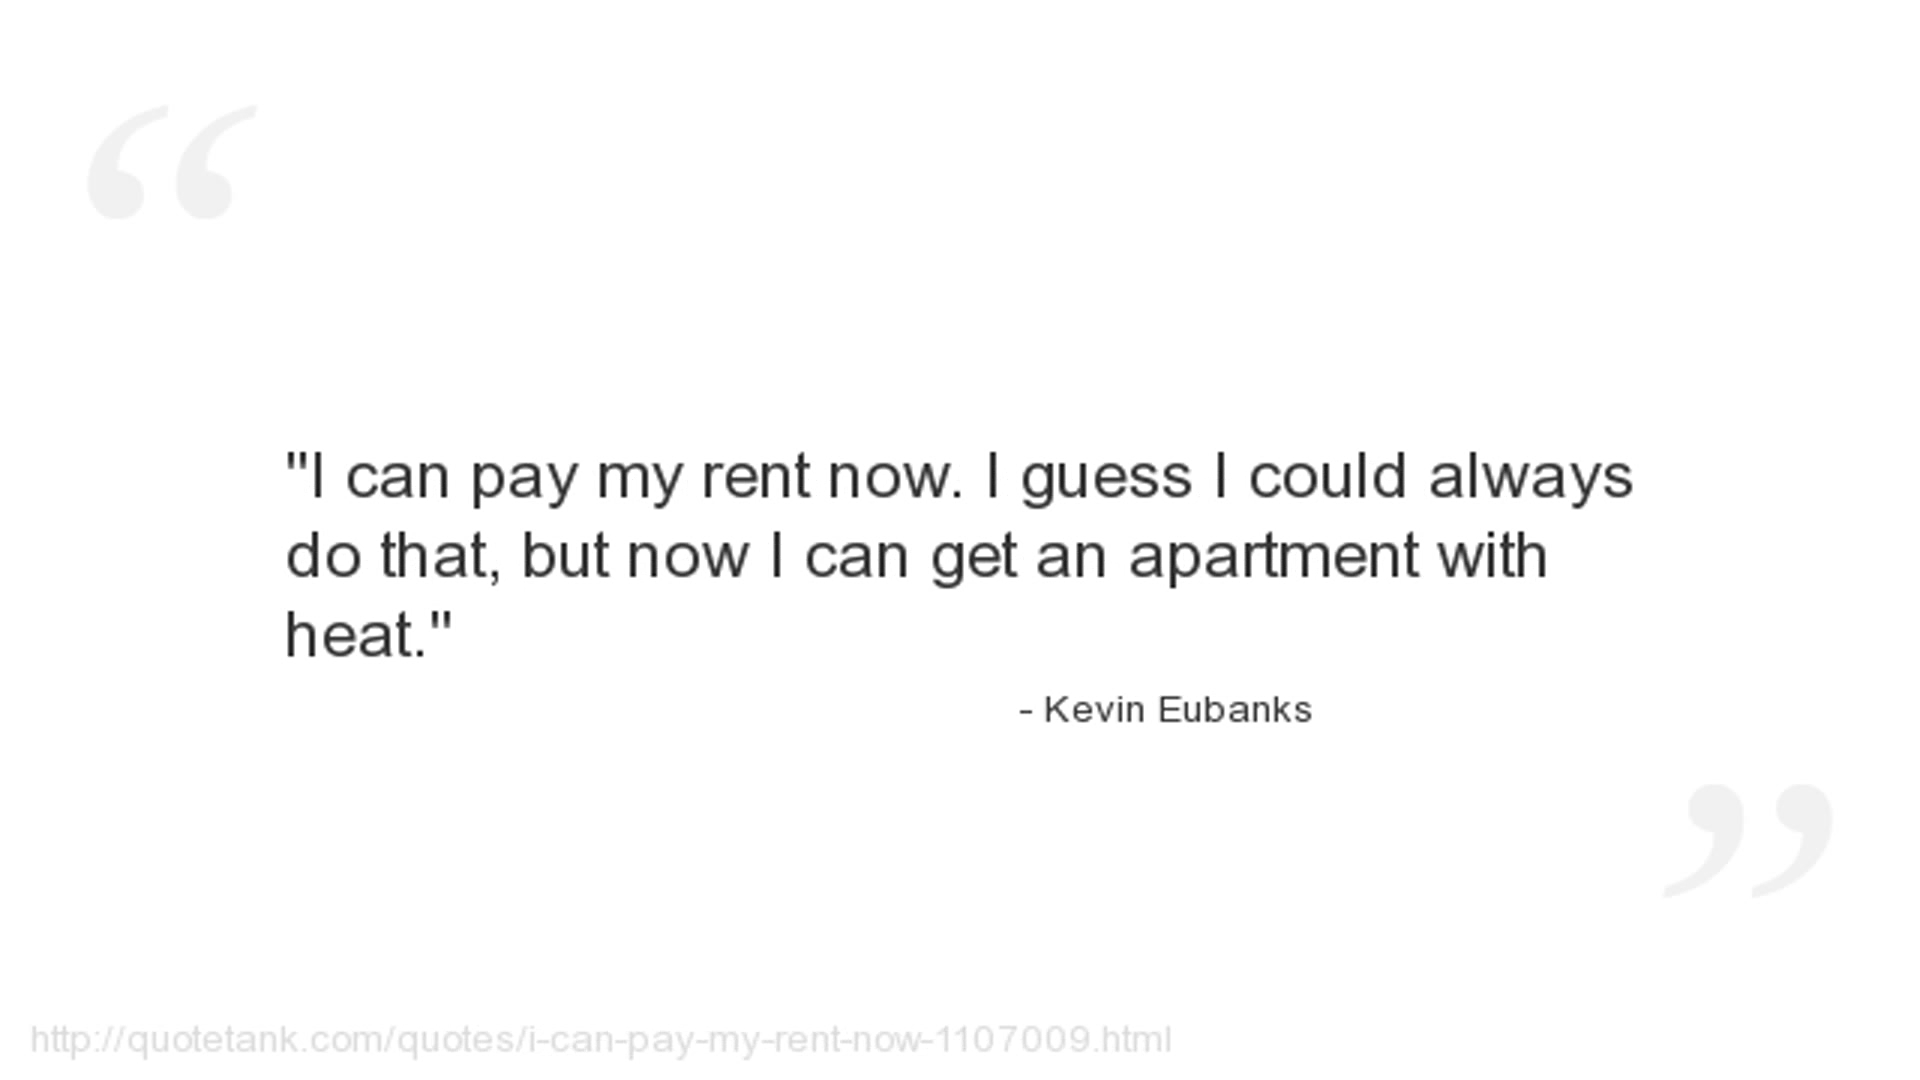 "I can pay my rent now. I guess I could always
do that, but now I can get an apartment with
heat."
- Kevin Eubanks
http://quotetank.com/quotes/i-can-pay-my-rent-now-1107009.html